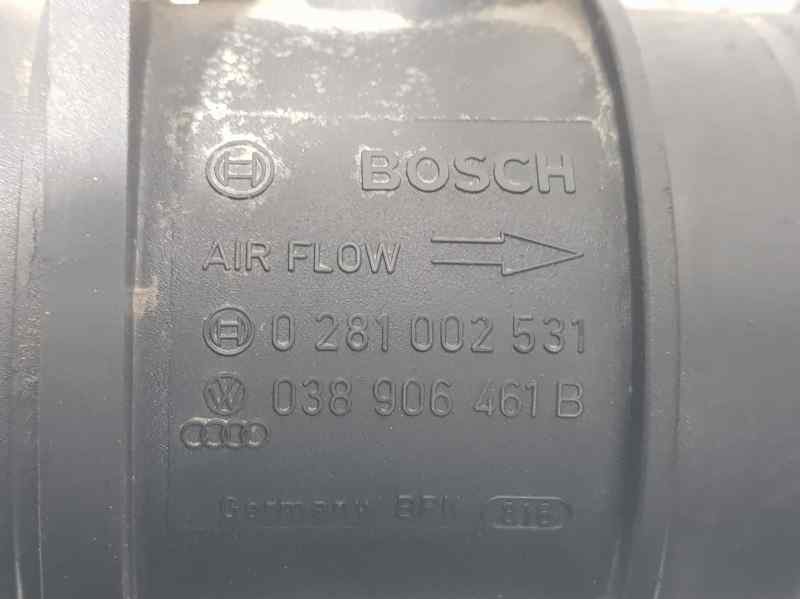 BOSCH
AIR FLOW
0 281 002 531
038 906 461 B
Germany